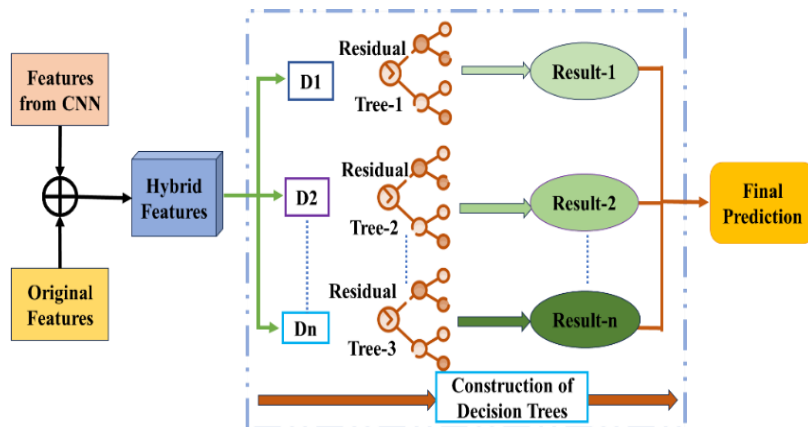 Features
from CNN
Original
Features
Hybrid
Features
D1
Residual
Tree-1
Result-1
D2
Residual
Tree-2
Result-2
Dn
Residual
Tree-3
Result-n
Construction of
Decision Trees
Final
Prediction